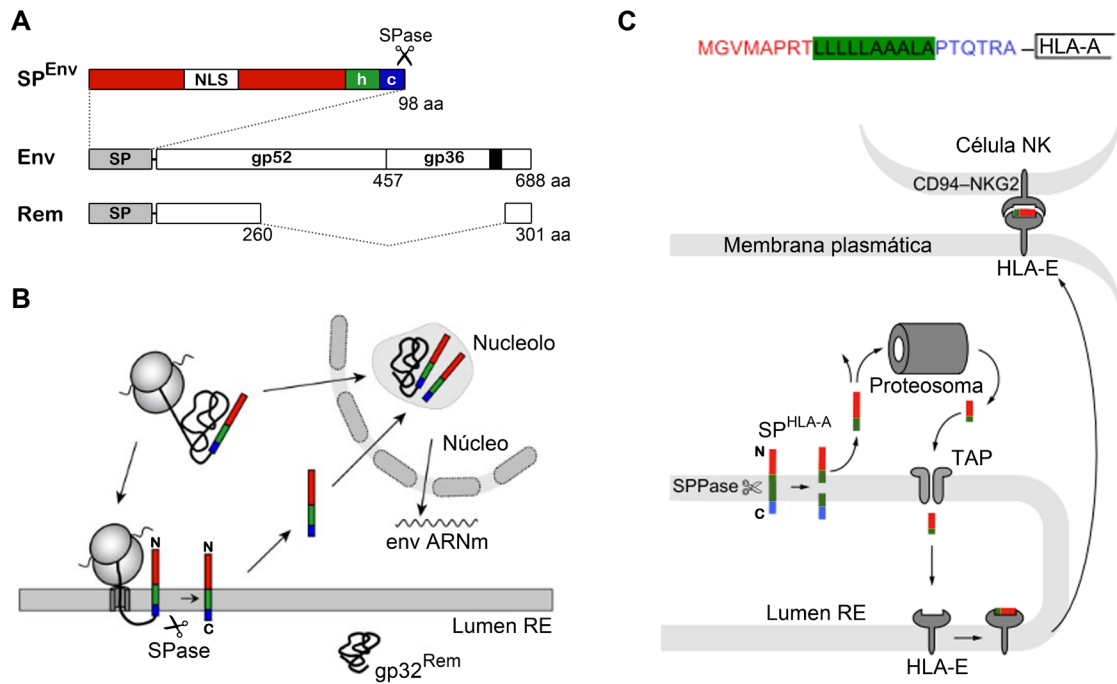 A
SPase
SP^Env
NLS
h
c
98 aa
Env
SP
gp52
gp36
457
688 aa
Rem
SP
260
301 aa
B
Nucleolo
Núcleo
env ARNm
N
N
C
SPase
Lumen RE
gp32^Rem
C
MGVMAPRTLLLLLAAALAPTQTRA
HLA-A
Célula NK
CD94–NKG2
Membrana plasmática
HLA-E
Proteosoma
SP^HLA-A
N
TAP
SPPase
C
Lumen RE
HLA-E